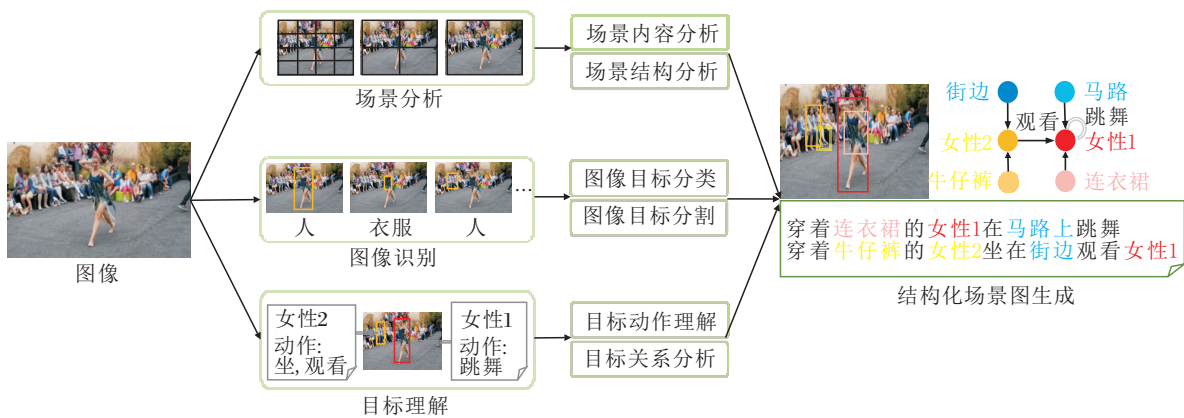 图像
场景分析
场景内容分析
场景结构分析
人
衣服
人
...
图像识别
图像目标分类
图像目标分割
女性2
动作:
坐,观看
女性1
动作:
跳舞
目标理解
目标动作理解
目标关系分析
街边
马路
观看
跳舞
女性2
女性1
牛仔裤
连衣裙
穿着连衣裙的女性1在马路上跳舞
穿着牛仔裤的女性2坐在街边观看女性1
结构化场景图生成